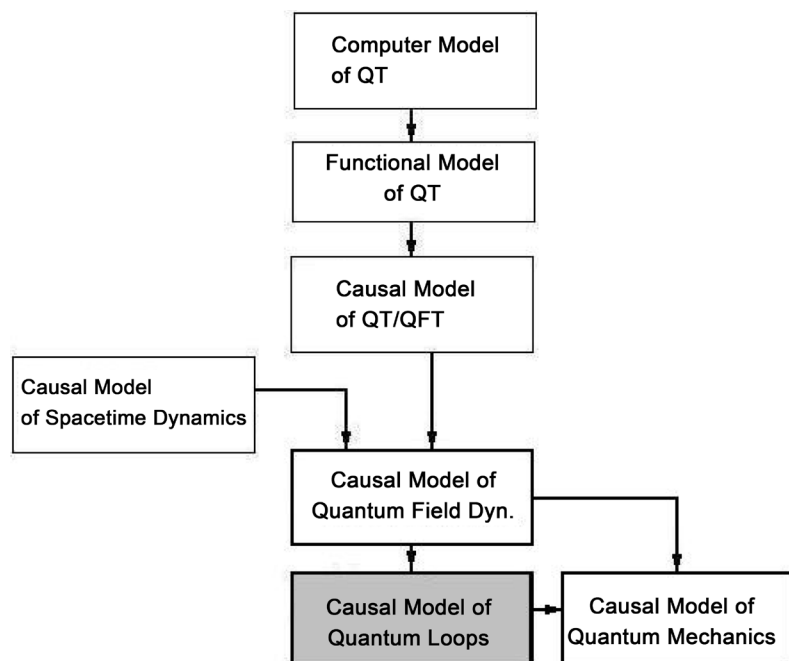 Computer Model
of QT
Functional Model
of QT
Causal Model
of QT/QFT
Causal Model
of Spacetime Dynamics
Causal Model of
Quantum Field Dyn.
Causal Model of
Quantum Loops
Causal Model of
Quantum Mechanics